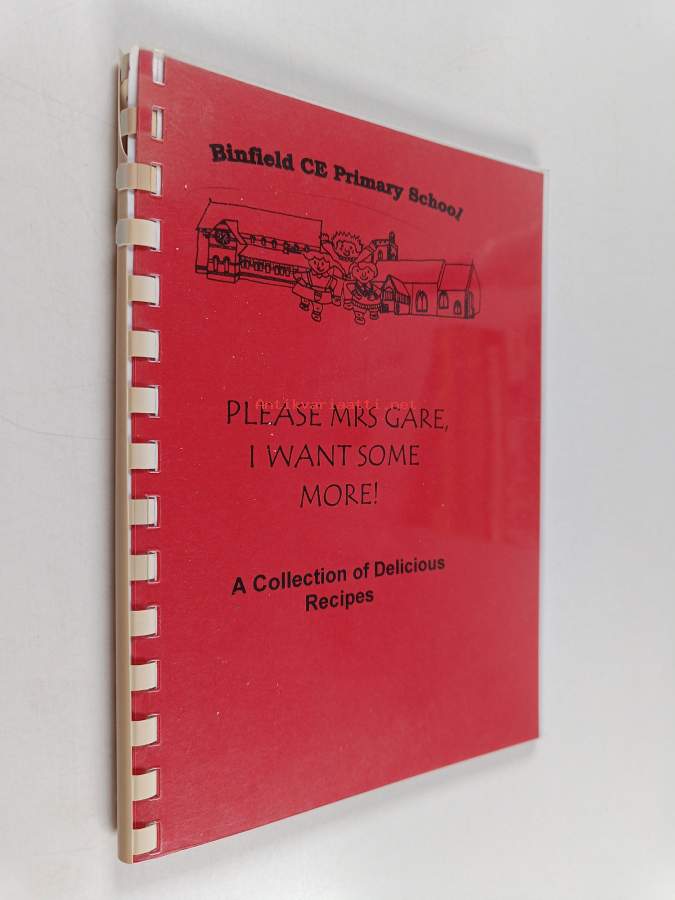 Binfield CE Primary School
Antikvariaatti.net
PLEASE MRS GARE,
I WANT SOME
MORE!
A Collection of Delicious
Recipes